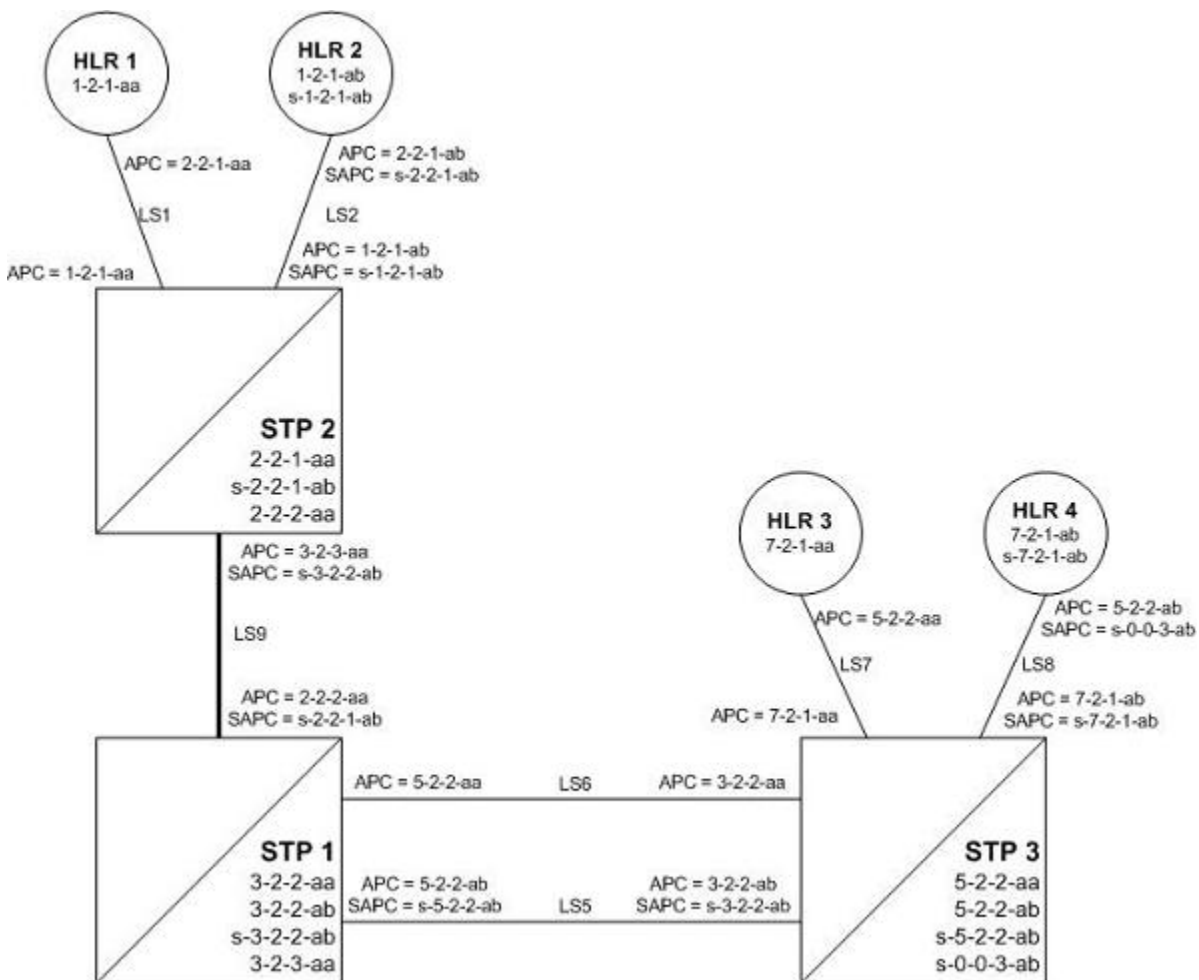 HLR 1
1-2-1-aa
HLR 2
1-2-1-ab
s-1-2-1-ab
APC = 2-2-1-aa
APC = 2-2-1-ab
SAPC = s-2-2-1-ab
LS1
LS2
APC = 1-2-1-aa
APC = 1-2-1-ab
SAPC = s-1-2-1-ab
STP 2
2-2-1-aa
s-2-2-1-ab
2-2-2-aa
APC = 3-2-3-aa
SAPC = s-3-2-2-ab
LS9
APC = 2-2-2-aa
SAPC = s-2-2-1-ab
HLR 3
7-2-1-aa
HLR 4
7-2-1-ab
s-7-2-1-ab
APC = 5-2-2-aa
APC = 5-2-2-ab
SAPC = s-0-0-3-ab
LS7
LS8
APC = 7-2-1-aa
APC = 7-2-1-ab
SAPC = s-7-2-1-ab
APC = 5-2-2-aa
LS6
APC = 3-2-2-aa
STP 1
3-2-2-aa
3-2-2-ab
s-3-2-2-ab
3-2-3-aa
APC = 5-2-2-ab
SAPC = s-5-2-2-ab
LS5
APC = 3-2-2-ab
SAPC = s-3-2-2-ab
STP 3
5-2-2-aa
5-2-2-ab
s-5-2-2-ab
s-0-0-3-ab